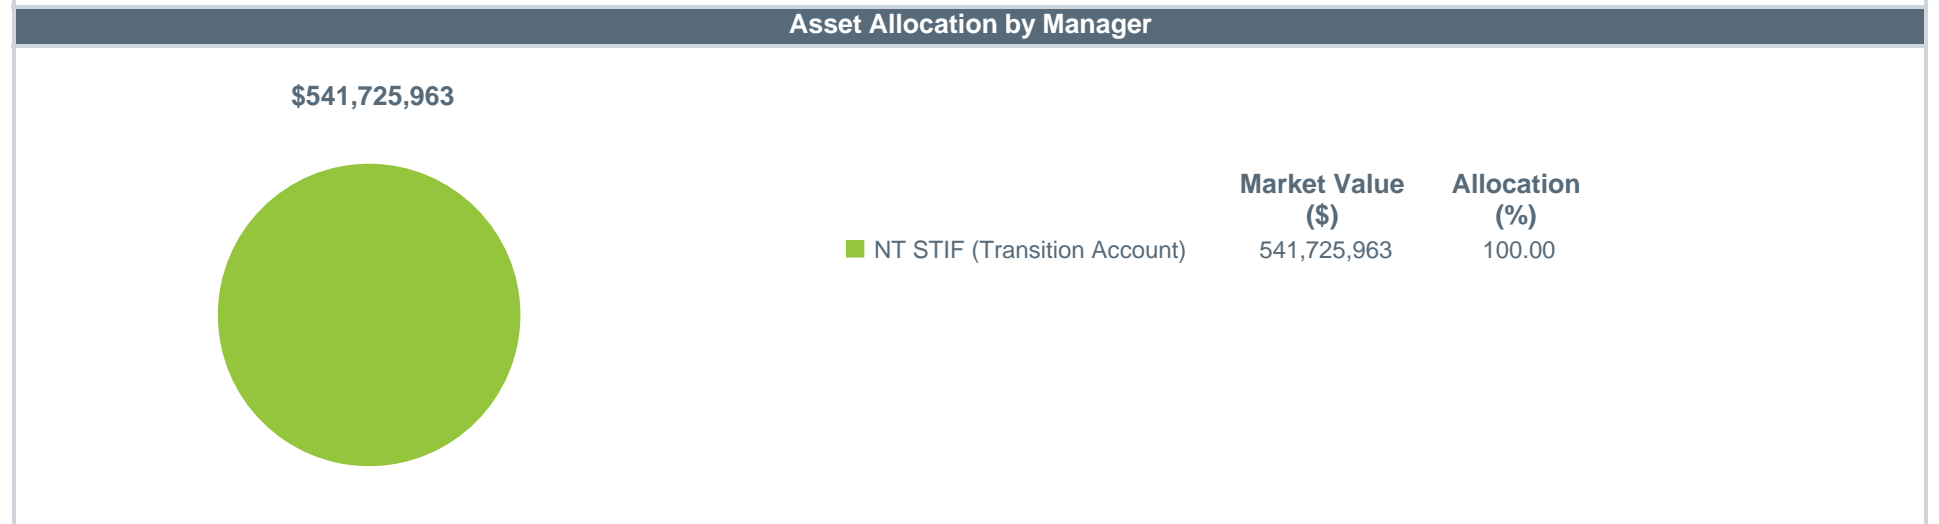 Asset Allocation by Manager
$541,725,963
Market Value Allocation
($) (%)
NT STIF (Transition Account) 541,725,963 100.00